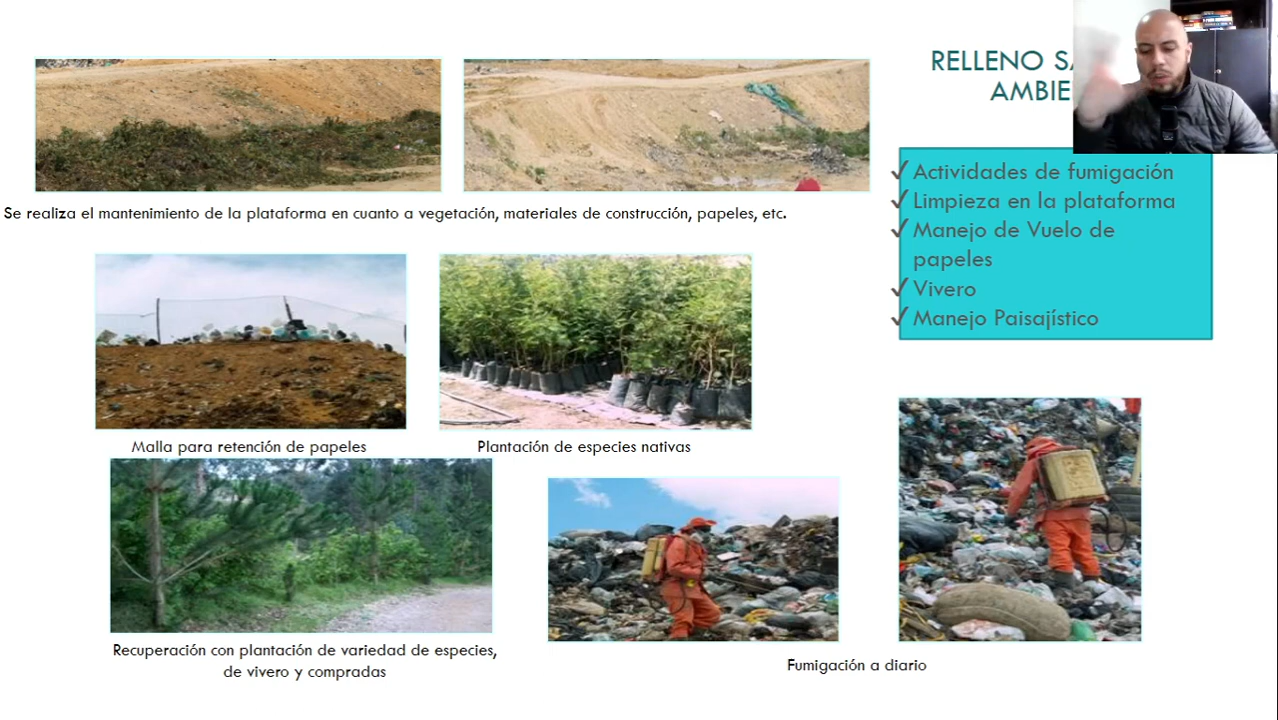 RELLENO
Se realiza el mantenimiento de la plataforma en cuanto a vegetación, materiales de construcción, papeles, etc.
Malla para retención de papeles
Plantación de especies nativas
Recuperación con plantación de variedad de especies,
de vivero y compradas
✓Actividades de fumigación
✓Limpieza en la plataforma
✓Manejo de Vuelo de
papeles
✓Vivero
✓Manejo Paisajístico
Fumigación a diario